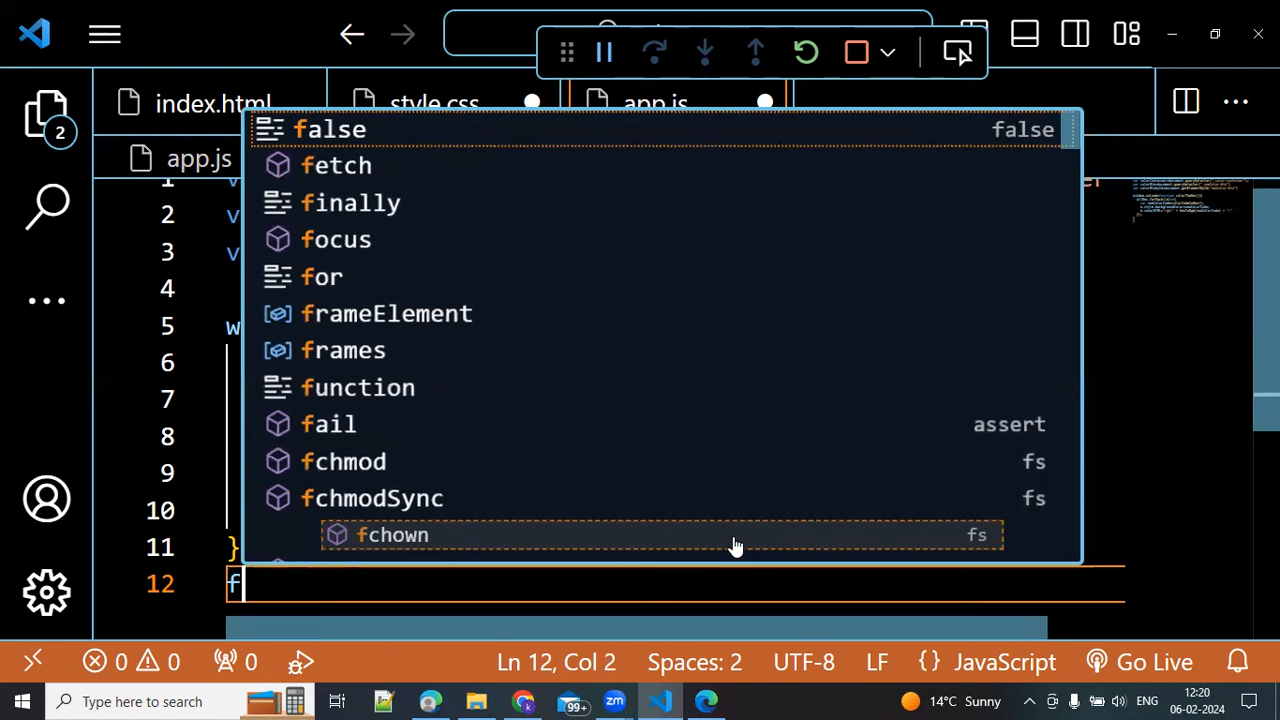 index.html
style.css
app.js
2
app.js
1
2
3
4
5
6
7
8
9
10
11
12
v
v
w
}
f
false false
fetch
finally
focus
for
frameElement
frames
function
fail assert
fchmod fs
fchmodSync fs
fchown fs
0 0 0
Ln 12, Col 2 Spaces: 2 UTF-8 LF {} JavaScript Go Live
Type here to search
99+
14°C Sunny
ENG
12:20
06-02-2024